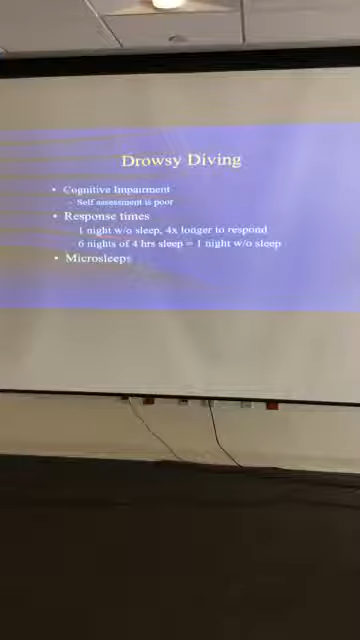 Drowsy Diving
• Cognitive Impairment
– Self assessment is poor
• Response times
1 night w/o sleep, 4x longer to respond
6 nights of 4 hrs sleep = 1 night w/o sleep
• Microsleeps